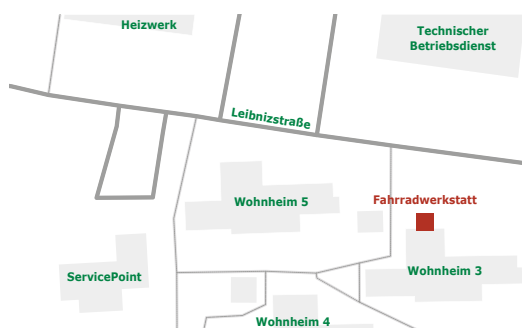 Heizwerk
Technischer
Betriebsdienst
Leibnizstraße
Wohnheim 5
Fahrradwerkstatt
ServicePoint
Wohnheim 3
Wohnheim 4